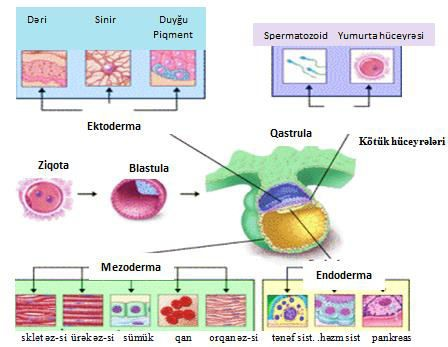 Dəri Sinir Duyğu
Piqment
Spermatozoid Yumurta hüceyrəsi
Ektoderma
Qastrula
Kötük hüceyrələri
Ziqota
Blastula
Mezoderma
Endoderma
sklet əz-si ürək əz-si sümük qan orqan əz-si tənəf sist. .həzm sist pankreas